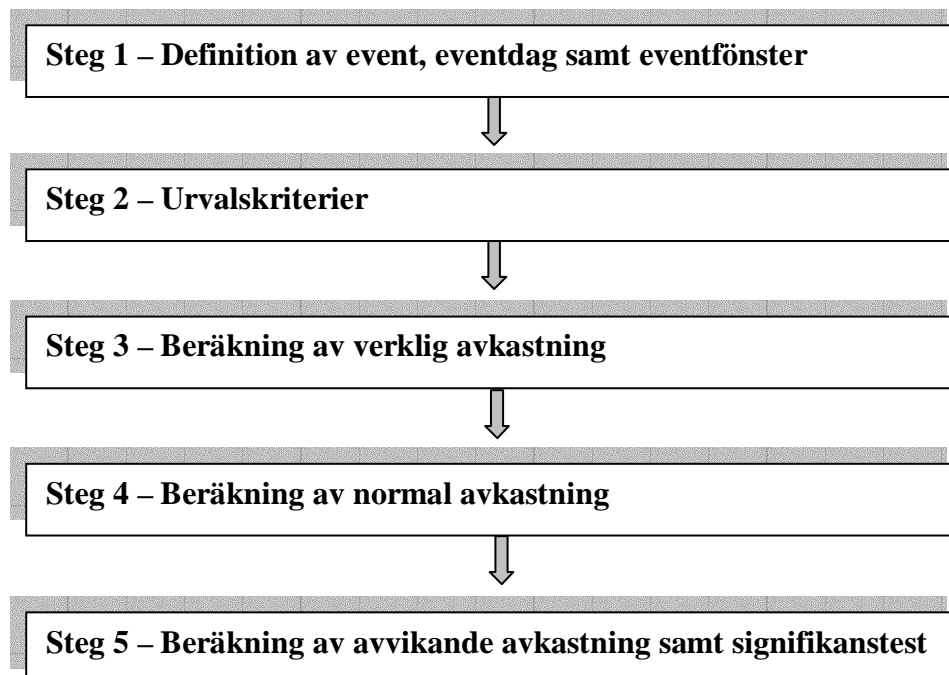 Steg 1 – Definition av event, eventdag samt eventfönster
Steg 2 – Urvalskriterier
Steg 3 – Beräkning av verklig avkastning
Steg 4 – Beräkning av normal avkastning
Steg 5 – Beräkning av avvikande avkastning samt signifikanstest